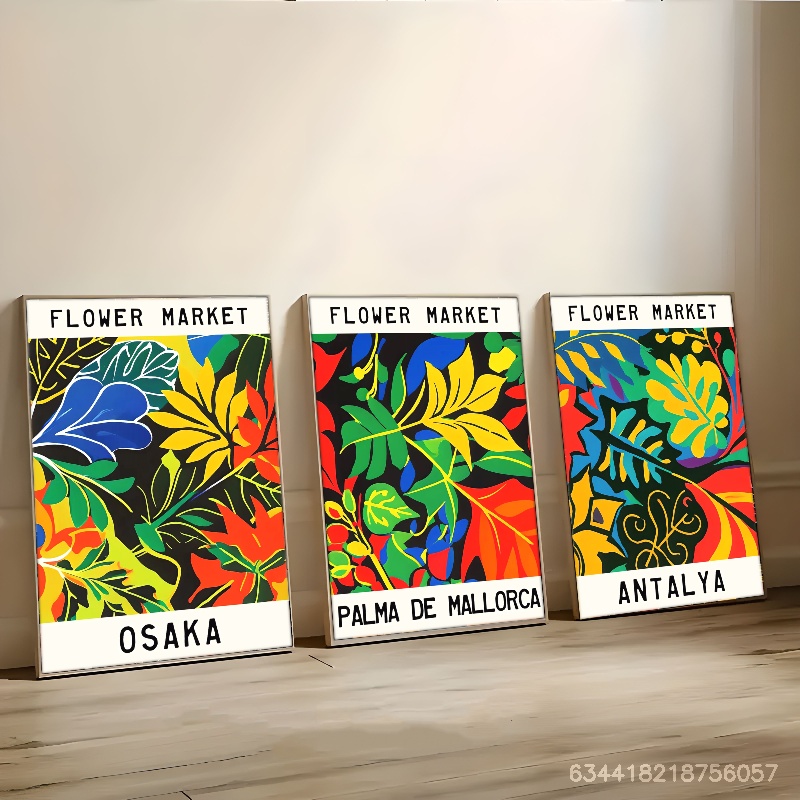 FLOWER MARKET
OSAKA
FLOWER MARKET
PALMA DE MALLORCA
FLOWER MARKET
ANTALYA
634418218756057